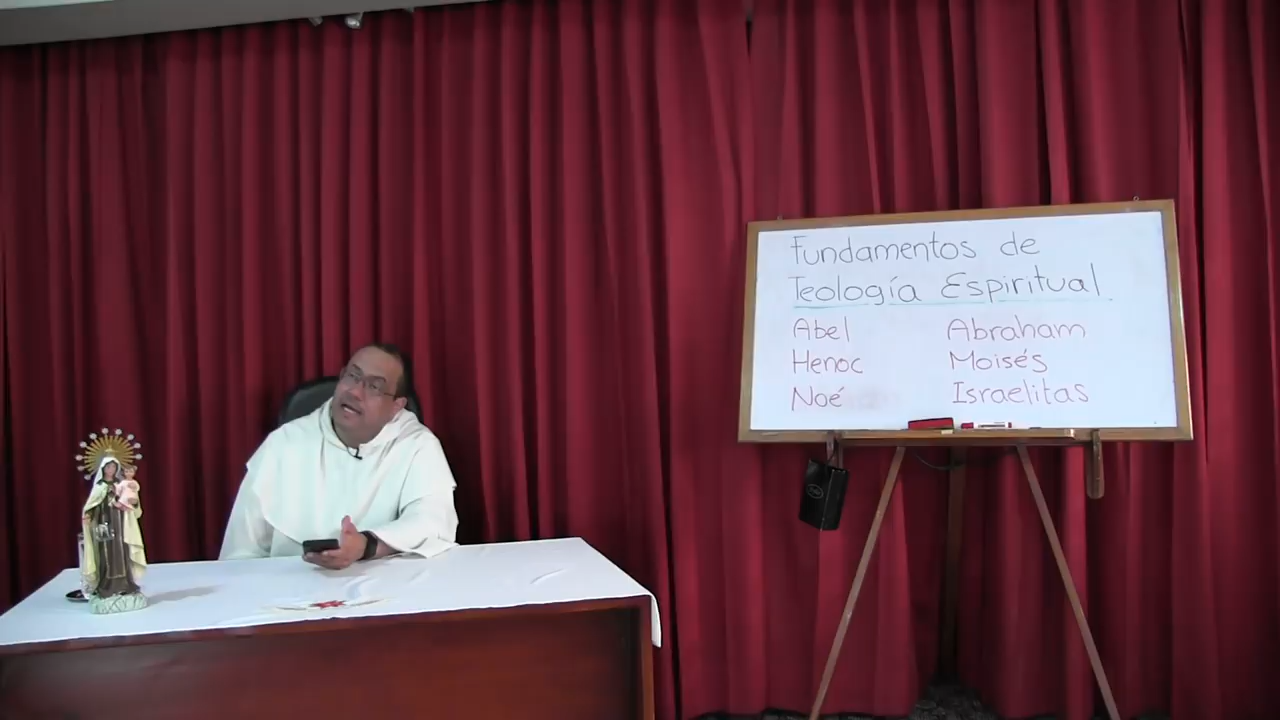 Fundamentos de
Teología Espiritual
Abel Abraham
Henoc Moisés
Noé Israelitas